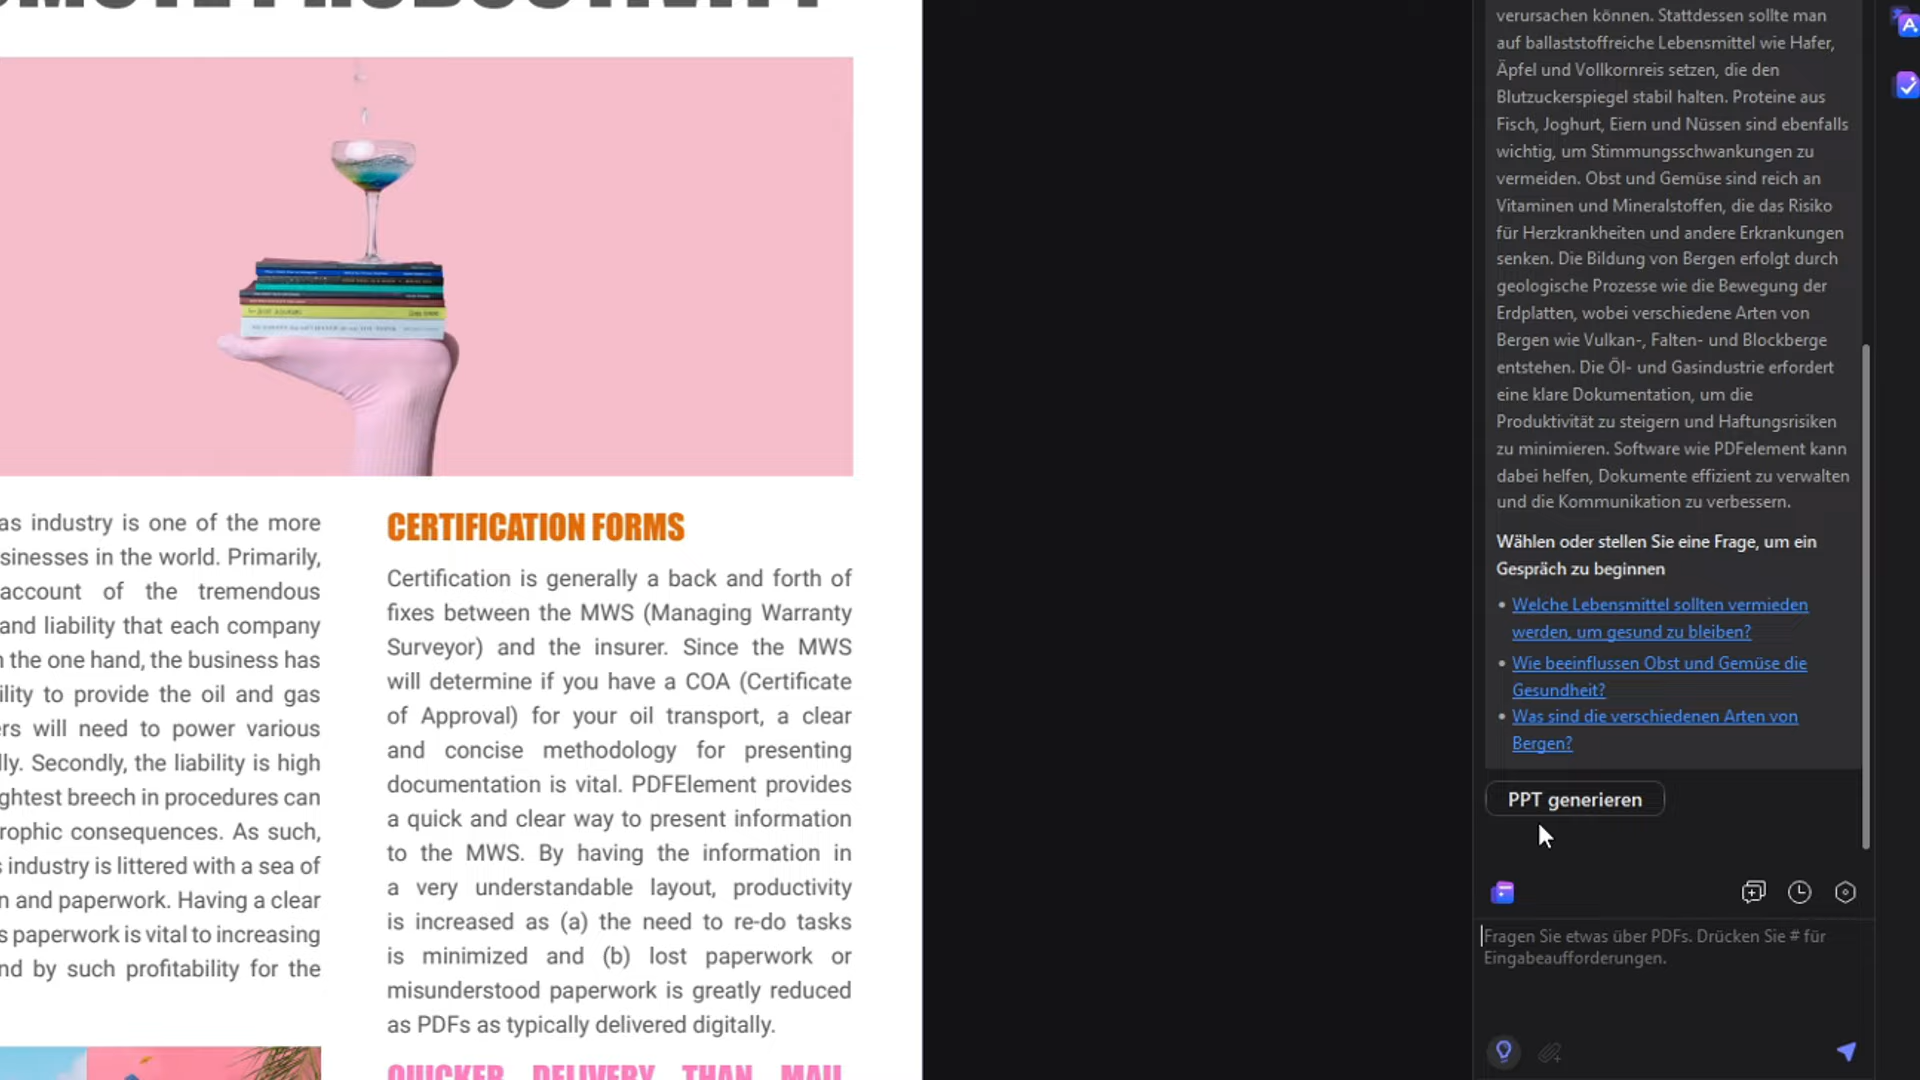 as industry is one of the more
sinesses in the world. Primarily,
account of the tremendous
and liability that each company
the one hand, the business has
ility to provide the oil and gas
ers will need to power various
lly. Secondly, the liability is high
ghtest breech in procedures can
rophic consequences. As such,
industry is littered with a sea of
n and paperwork. Having a clear
s paperwork is vital to increasing
nd by such profitability for the
CERTIFICATION FORMS
Certification is generally a back and forth of
fixes between the MWS (Managing Warranty
Surveyor) and the insurer. Since the MWS
will determine if you have a COA (Certificate
of Approval) for your oil transport, a clear
and concise methodology for presenting
documentation is vital. PDFElement provides
a quick and clear way to present information
to the MWS. By having the information in
a very understandable layout, productivity
is increased as (a) the need to re-do tasks
is minimized and (b) lost paperwork or
misunderstood paperwork is greatly reduced
as PDFs as typically delivered digitally.
QUICKER DELIVERY THAN MAIL
verursachen können. Stattdessen sollte man
auf ballaststoffreiche Lebensmittel wie Hafer,
Äpfel und Vollkornreis setzen, die den
Blutzuckerspiegel stabil halten. Proteine aus
Fisch, Joghurt, Eiern und Nüssen sind ebenfalls
wichtig, um Stimmungsschwankungen zu
vermeiden. Obst und Gemüse sind reich an
Vitaminen und Mineralstoffen, die das Risiko
für Herzkrankheiten und andere Erkrankungen
senken. Die Bildung von Bergen erfolgt durch
geologische Prozesse wie die Bewegung der
Erdplatten, wobei verschiedene Arten von
Bergen wie Vulkan-, Falten- und Blockberge
entstehen. Die Öl- und Gasindustrie erfordert
eine klare Dokumentation, um die
Produktivität zu steigern und Haftungsrisiken
zu minimieren. Software wie PDFelement kann
dabei helfen, Dokumente effizient zu verwalten
und die Kommunikation zu verbessern.
Wählen oder stellen Sie eine Frage, um ein
Gespräch zu beginnen
• Welche Lebensmittel sollten vermieden
werden, um gesund zu bleiben?
• Wie beeinflussen Obst und Gemüse die
Gesundheit?
• Was sind die verschiedenen Arten von
Bergen?
PPT generieren
Fragen Sie etwas über PDFs. Drücken Sie # für
Eingabeaufforderungen.